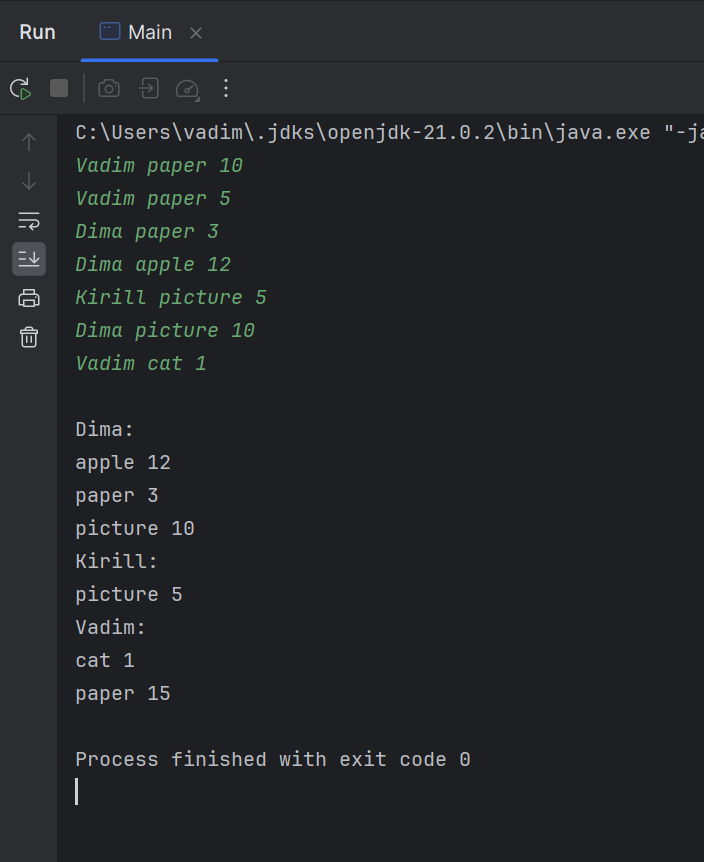 Run Main
C:\Users\vadim\.jdks\openjdk-21.0.2\bin\java.exe "-ja
Vadim paper 10
Vadim paper 5
Dima paper 3
Dima apple 12
Kirill picture 5
Dima picture 10
Vadim cat 1
Dima:
apple 12
paper 3
picture 10
Kirill:
picture 5
Vadim:
cat 1
paper 15
Process finished with exit code 0